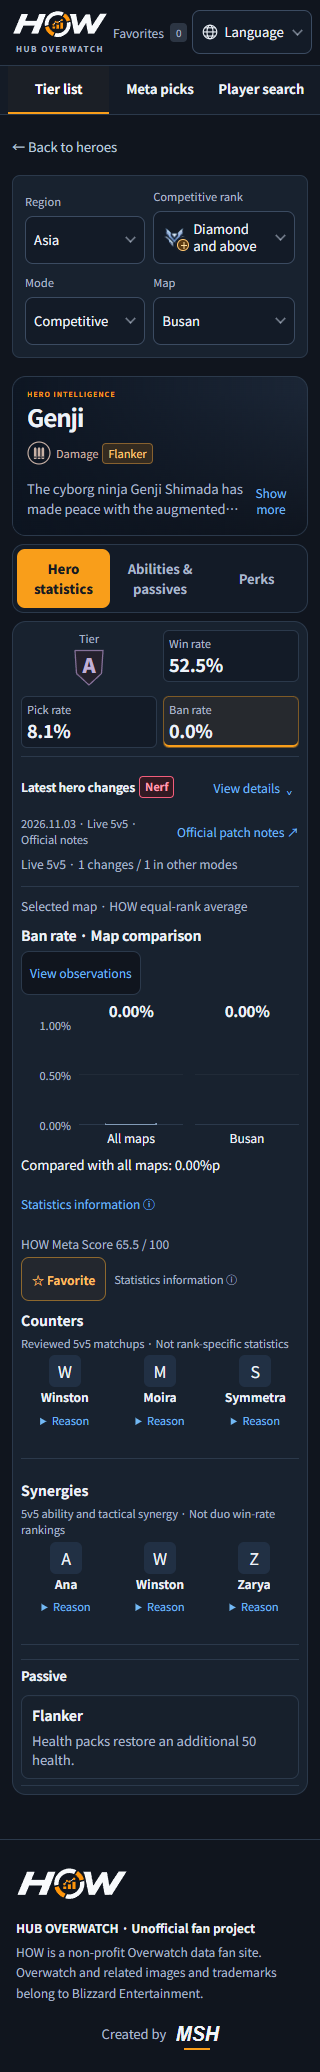 HOW
HUB OVERWATCH
Favorites 0
Language
Tier list
Meta picks
Player search
← Back to heroes
Region
Competitive rank
Asia
Diamond
and above
Mode
Map
Competitive
Busan
HERO INTELLIGENCE
Genji
Damage Flanker
The cyborg ninja Genji Shimada has
made peace with the augmented…
Show
more
Hero
statistics
Abilities &
passives
Perks
Tier
A
Win rate
52.5%
Pick rate
8.1%
Ban rate
0.0%
Latest hero changes Nerf
View details
2026.11.03 · Live 5v5 ·
Official notes
Official patch notes ↗
Live 5v5 · 1 changes / 1 in other modes
Selected map · HOW equal-rank average
Ban rate · Map comparison
View observations
0.00%
0.00%
1.00%
0.50%
0.00%
All maps
Busan
Compared with all maps: 0.00%p
Statistics information ⓘ
HOW Meta Score 65.5 / 100
☆ Favorite
Statistics information ⓘ
Counters
Reviewed 5v5 matchups · Not rank-specific statistics
W
M
S
Winston
Moira
Symmetra
▶ Reason
▶ Reason
▶ Reason
Synergies
5v5 ability and tactical synergy · Not duo win-rate
rankings
A
W
Z
Ana
Winston
Zarya
▶ Reason
▶ Reason
▶ Reason
Passive
Flanker
Health packs restore an additional 50
health.
HOW
HUB OVERWATCH · Unofficial fan project
HOW is a non-profit Overwatch data fan site.
Overwatch and related images and trademarks
belong to Blizzard Entertainment.
Created by MSH